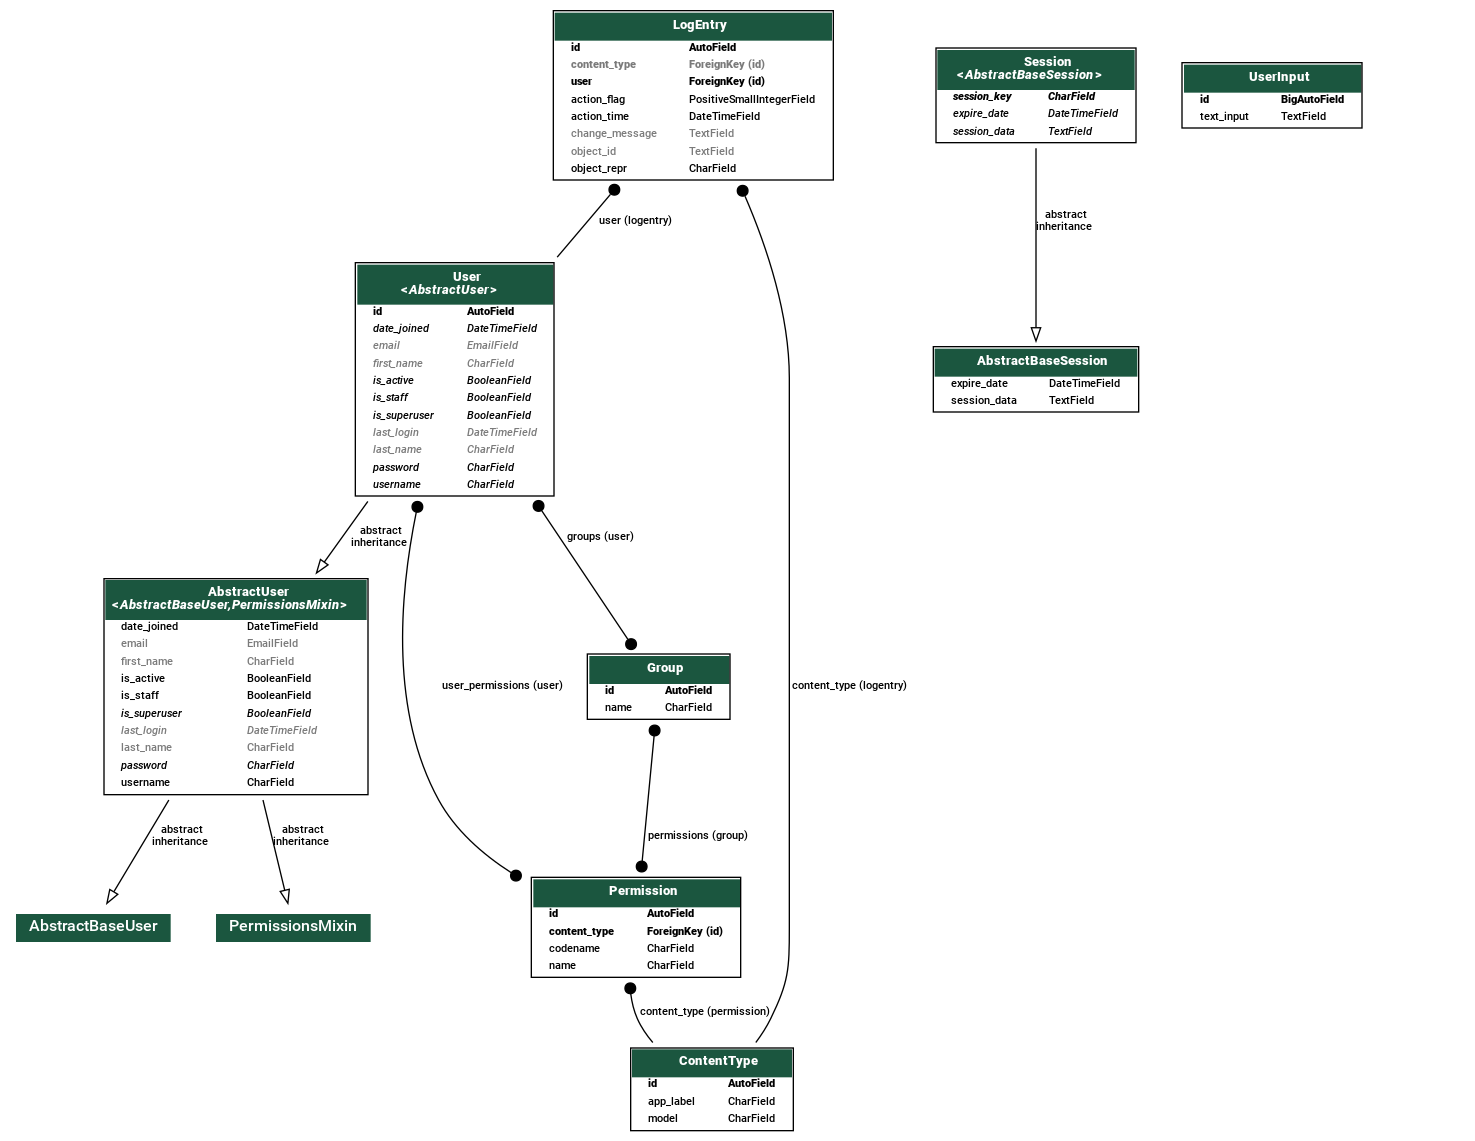 LogEntry
id AutoField
content_type ForeignKey (id)
user ForeignKey (id)
action_flag PositiveSmallIntegerField
action_time DateTimeField
change_message TextField
object_id TextField
object_repr CharField
Session
<AbstractBaseSession>
session_key CharField
expire_date DateTimeField
session_data TextField
UserInput
id BigAutoField
text_input TextField
user (logentry)
abstract
inheritance
User
<AbstractUser>
id AutoField
date_joined DateTimeField
email EmailField
first_name CharField
is_active BooleanField
is_staff BooleanField
is_superuser BooleanField
last_login DateTimeField
last_name CharField
password CharField
username CharField
AbstractBaseSession
expire_date DateTimeField
session_data TextField
abstract
inheritance
groups (user)
AbstractUser
<AbstractBaseUser,PermissionsMixin>
date_joined DateTimeField
email EmailField
first_name CharField
is_active BooleanField
is_staff BooleanField
is_superuser BooleanField
last_login DateTimeField
last_name CharField
password CharField
username CharField
user_permissions (user)
Group
id AutoField
name CharField
content_type (logentry)
abstract
inheritance
abstract
inheritance
permissions (group)
AbstractBaseUser
PermissionsMixin
Permission
id AutoField
content_type ForeignKey (id)
codename CharField
name CharField
content_type (permission)
ContentType
id AutoField
app_label CharField
model CharField